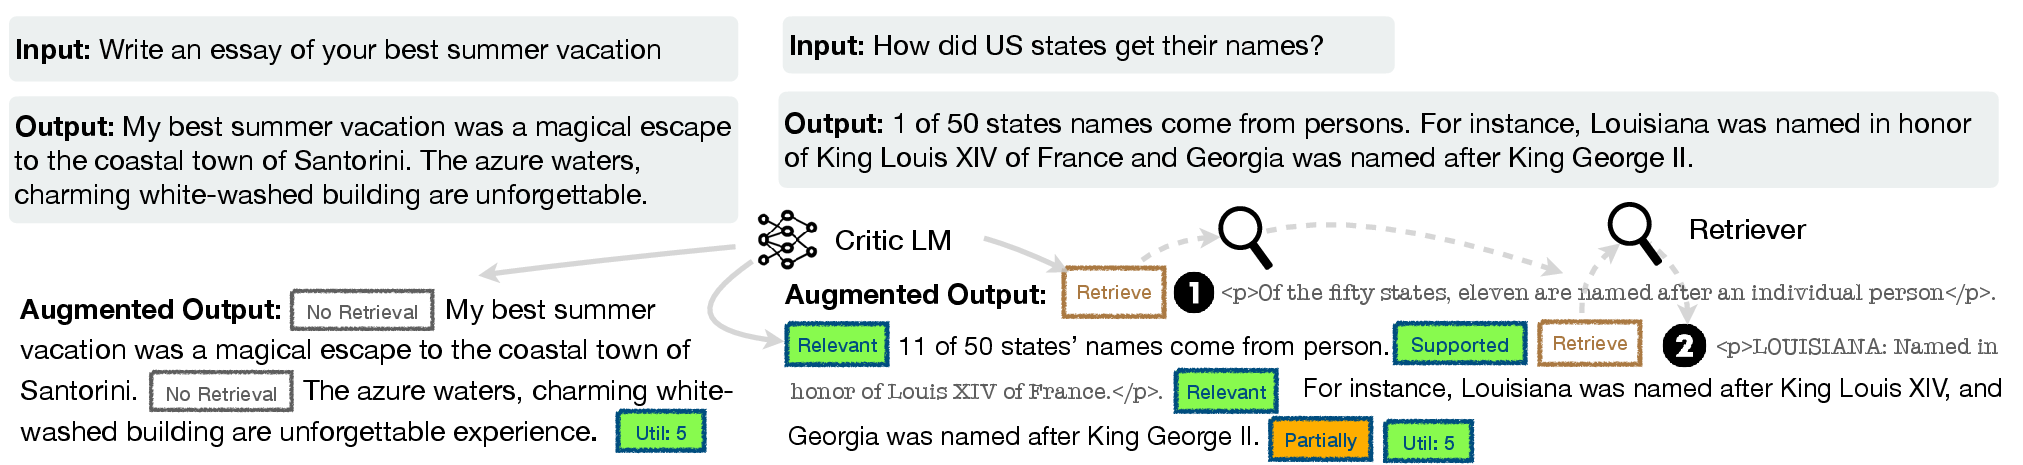 Input: Write an essay of your best summer vacation
Output: My best summer vacation was a magical escape
to the coastal town of Santorini. The azure waters,
charming white-washed building are unforgettable.
Input: How did US states get their names?
Output: 1 of 50 states names come from persons. For instance, Louisiana was named in honor
of King Louis XIV of France and Georgia was named after King George II.
Critic LM
Retriever
Augmented Output: No Retrieval My best summer
vacation was a magical escape to the coastal town of
Santorini. No Retrieval The azure waters, charming white-
washed building are unforgettable experience. Util: 5
Augmented Output: Retrieve 1 <p>Of the fifty states, eleven are named after an individual person</p>.
Relevant 11 of 50 states' names come from person. Supported Retrieve 2 <p>LOUISIANA: Named in
honor of Louis XIV of France.</p>. Relevant For instance, Louisiana was named after King Louis XIV, and
Georgia was named after King George II. Partially Util: 5